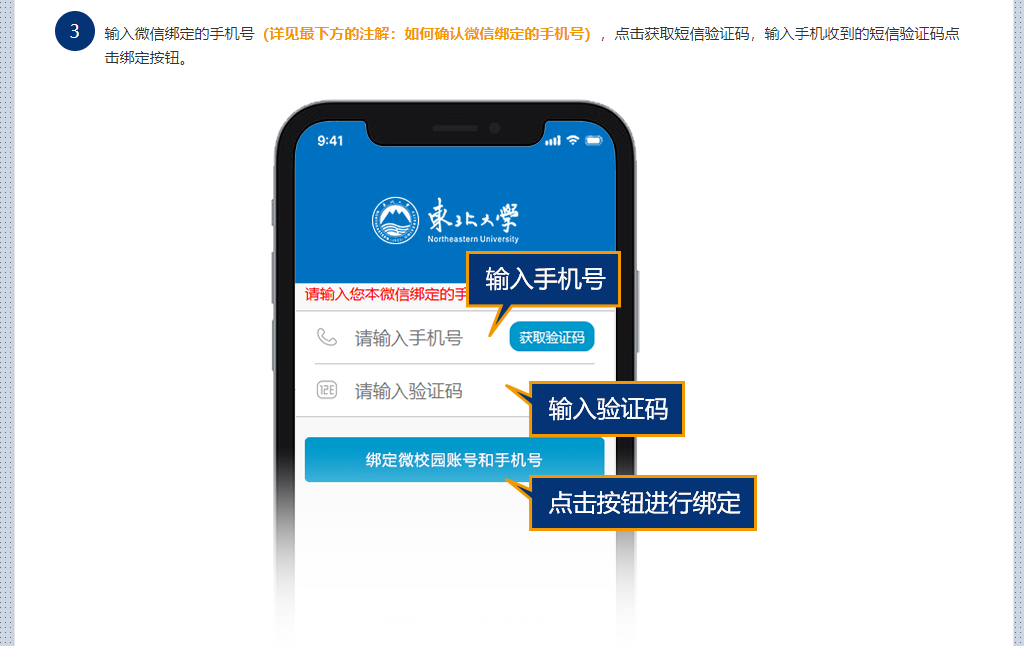 3
输入微信绑定的手机号（详见最下方的注解：如何确认微信绑定的手机号），点击获取短信验证码，输入手机收到的短信验证码点
击绑定按钮。
9:41
東北大學
Northeastern University
输入手机号
请输入您本微信绑定的手
请输入手机号
获取验证码
请输入验证码
输入验证码
绑定微校园账号和手机号
点击按钮进行绑定